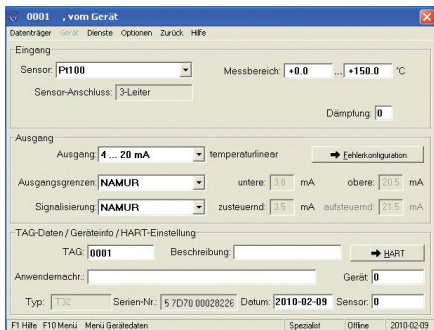 0001 , vom Gerät
Datenträger Gerät Dienste Optionen Zurück Hilfe
Eingang
Sensor: Pt100 Messbereich: +0.0 ... +150.0 °C
Sensor-Anschluss: 3-Leiter
Dämpfung: 0
Ausgang
Ausgang: 4 ... 20 mA temperaturlinear Fehlerkonfiguration
Ausgangsgrenzen: NAMUR untere: 3.8 mA obere: 20.5 mA
Signalisierung: NAMUR zusteuernd: 3.5 mA aufsteuernd: 21.5 mA
TAG-Daten / Geräteinfo / HART-Einstellung
TAG: 0001 Beschreibung: HART
Anwendernachr.: Gerät: 0
Typ: T32 Serien-Nr.: 5 7D70 00028226 Datum: 2010-02-09 Sensor: 0
F1 Hilfe F10 Menü Menü Gerätedaten Spezialist Offline 2010-02-09